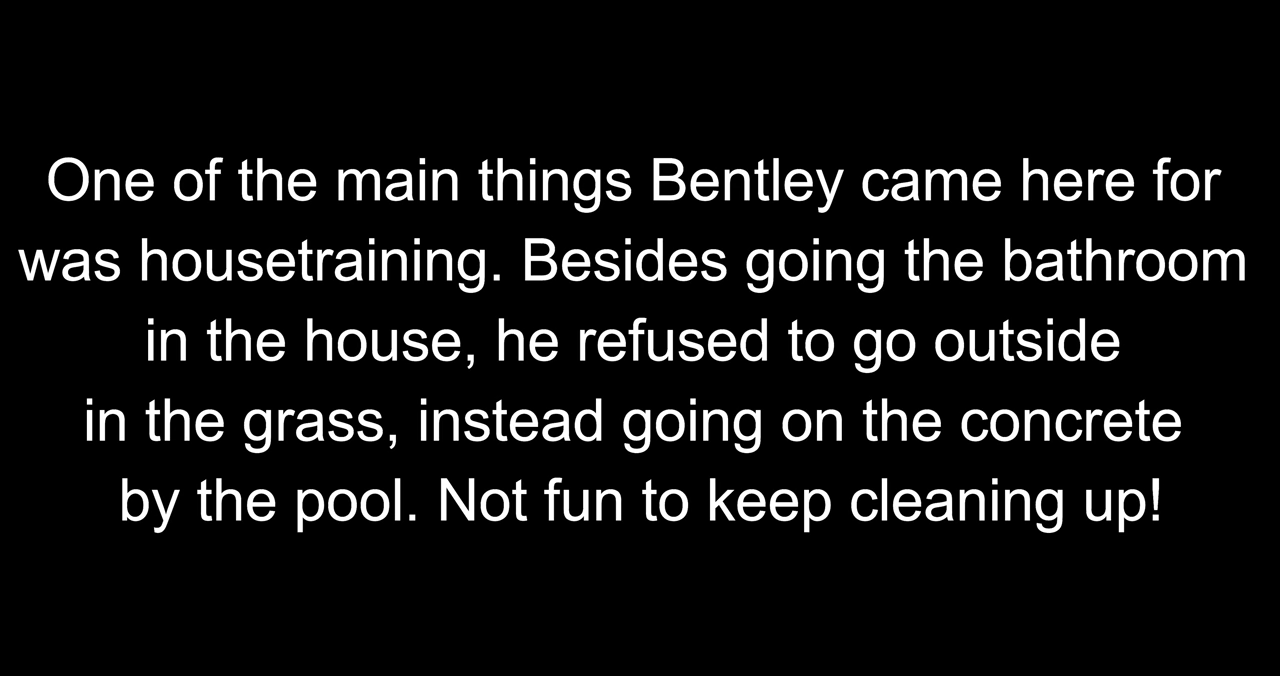 One of the main things Bentley came here for
was housetraining. Besides going the bathroom
in the house, he refused to go outside
in the grass, instead going on the concrete
by the pool. Not fun to keep cleaning up!